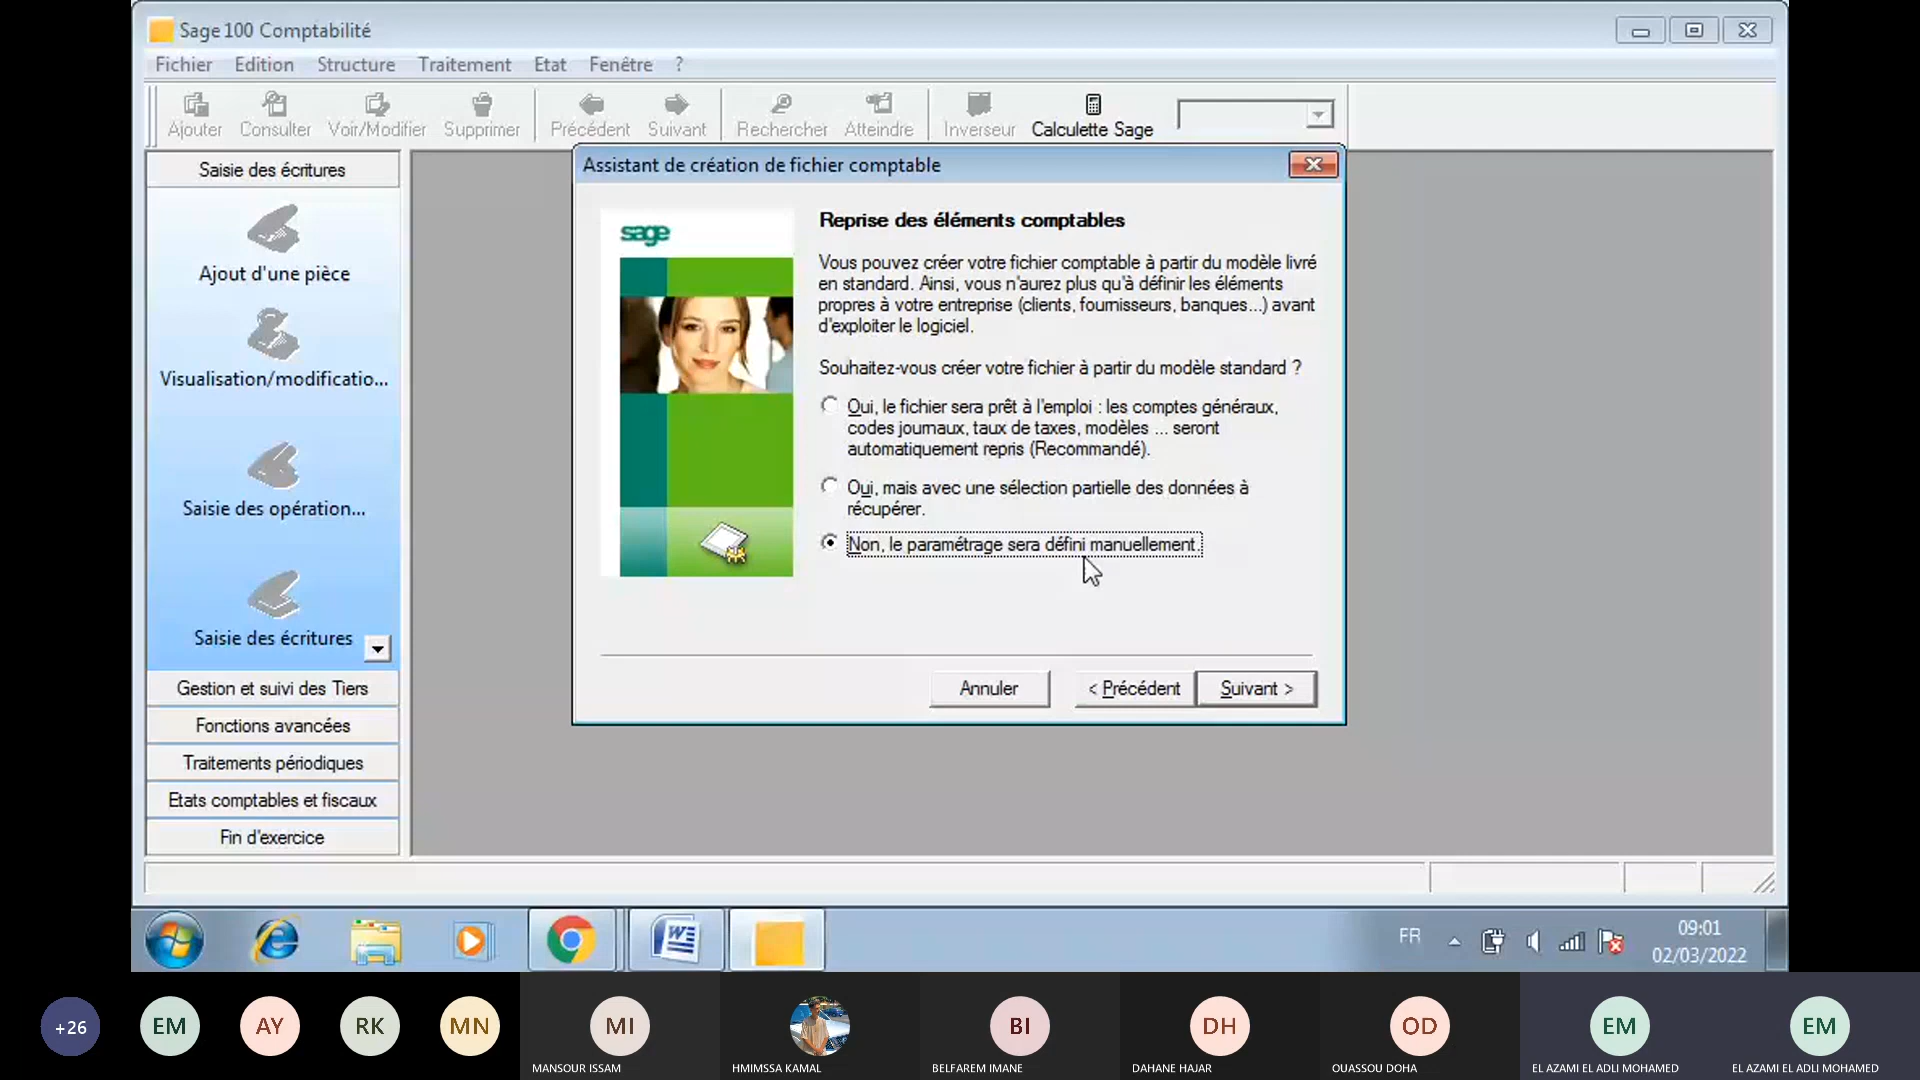 Sage 100 Comptabilité
Fichier Edition Structure Traitement Etat Fenêtre ?
Ajouter Consulter Voir/Modifier Supprimer Précédent Suivant Rechercher Atteindre Inverseur Calculette Sage
Saisie des écritures
Ajout d'une pièce
Visualisation/modificatio...
Saisie des opération...
Saisie des écritures
Gestion et suivi des Tiers
Fonctions avancées
Traitements périodiques
Etats comptables et fiscaux
Fin d'exercice
Assistant de création de fichier comptable
sage
Reprise des éléments comptables
Vous pouvez créer votre fichier comptable à partir du modèle livré
en standard. Ainsi, vous n'aurez plus qu'à définir les éléments
propres à votre entreprise (clients, fournisseurs, banques...) avant
d'exploiter le logiciel.
Souhaitez-vous créer votre fichier à partir du modèle standard ?
Oui, le fichier sera prêt à l'emploi : les comptes généraux,
codes journaux, taux de taxes, modèles ... seront
automatiquement repris (Recommandé).
Oui, mais avec une sélection partielle des données à
récupérer.
Non, le paramétrage sera défini manuellement.
Annuler < Précédent Suivant >
FR
09:01
02/03/2022
+26 EM AY RK MN MI BI DH OD EM EM
MANSOUR ISSAM HMIMSSA KAMAL BELFAREM IMANE DAHANE HAJAR OUASSOU DOHA EL AZAMI EL ADLI MOHAMED EL AZAMI EL ADLI MOHAMED